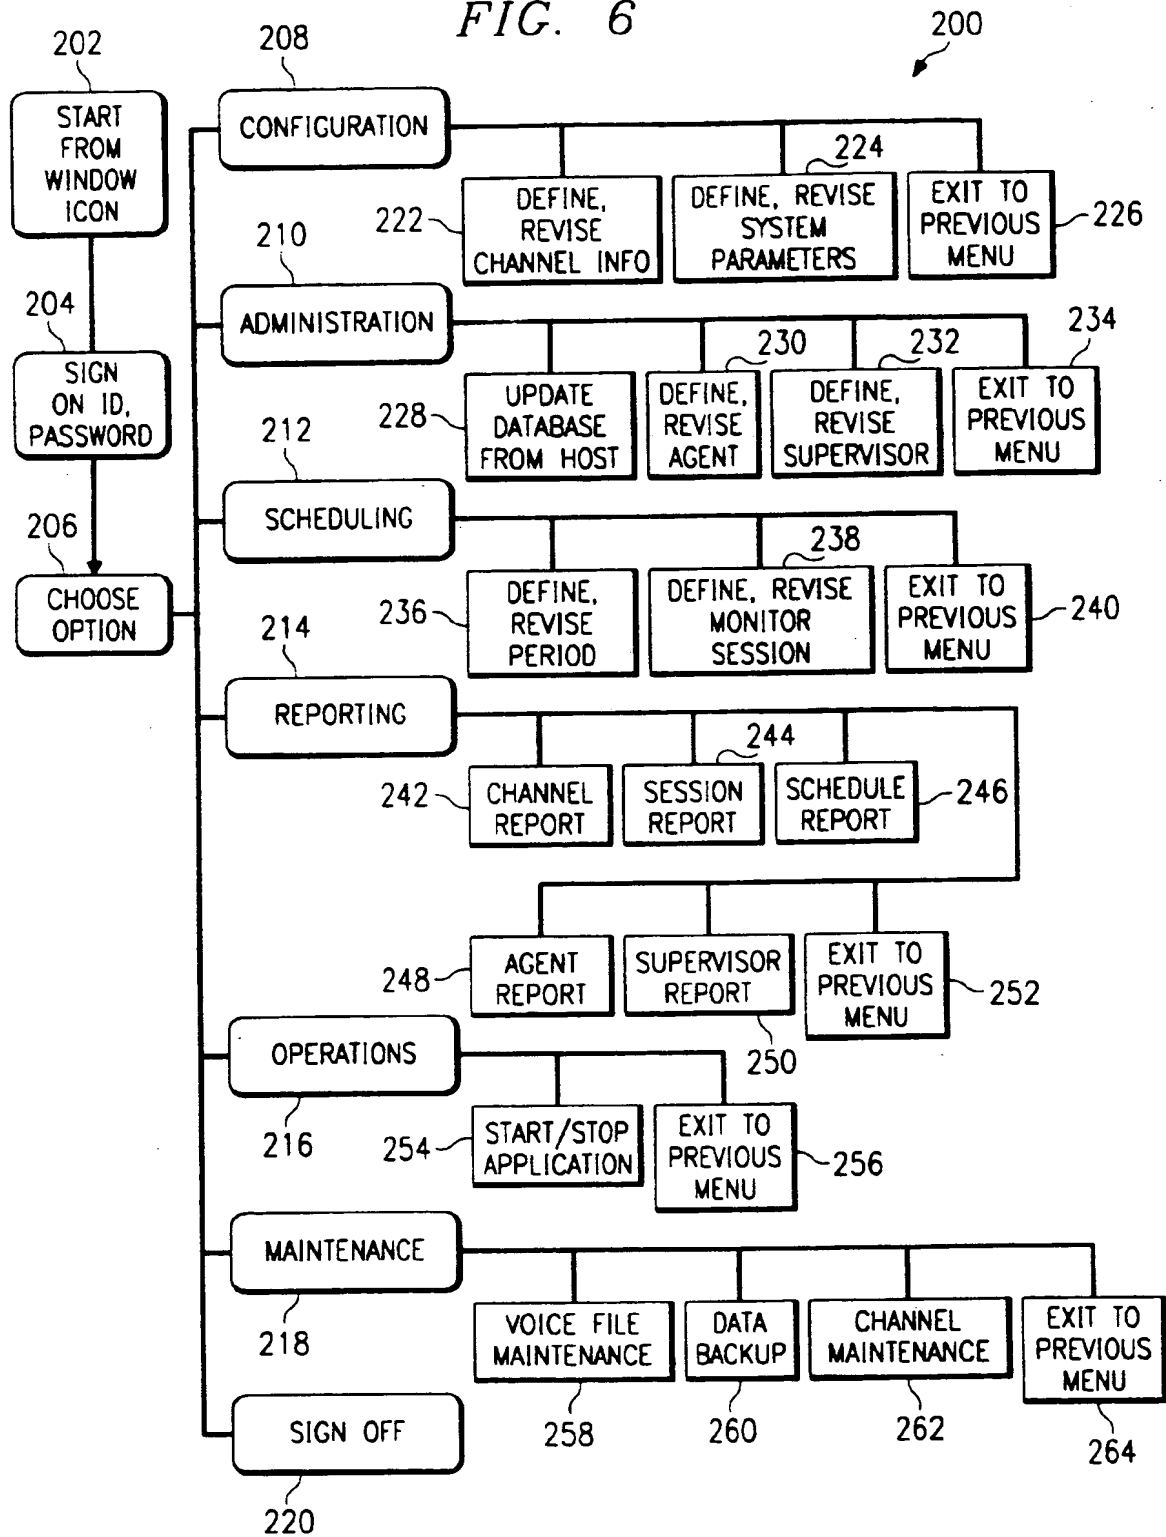 FIG. 6
200
202
START
FROM
WINDOW
ICON
204
SIGN
ON ID,
PASSWORD
206
CHOOSE
OPTION
208
CONFIGURATION
222
DEFINE,
REVISE
CHANNEL INFO
224
DEFINE, REVISE
SYSTEM
PARAMETERS
EXIT TO
PREVIOUS
MENU
226
210
ADMINISTRATION
228
UPDATE
DATABASE
FROM HOST
230
DEFINE,
REVISE
AGENT
232
DEFINE,
REVISE
SUPERVISOR
234
EXIT TO
PREVIOUS
MENU
212
SCHEDULING
236
DEFINE,
REVISE
PERIOD
238
DEFINE, REVISE
MONITOR
SESSION
EXIT TO
PREVIOUS
MENU
240
214
REPORTING
242
CHANNEL
REPORT
244
SESSION
REPORT
SCHEDULE
REPORT
246
248
AGENT
REPORT
SUPERVISOR
REPORT
250
EXIT TO
PREVIOUS
MENU
252
OPERATIONS
216
254
START/STOP
APPLICATION
EXIT TO
PREVIOUS
MENU
256
MAINTENANCE
218
VOICE FILE
MAINTENANCE
258
DATA
BACKUP
260
CHANNEL
MAINTENANCE
262
EXIT TO
PREVIOUS
MENU
264
SIGN OFF
220